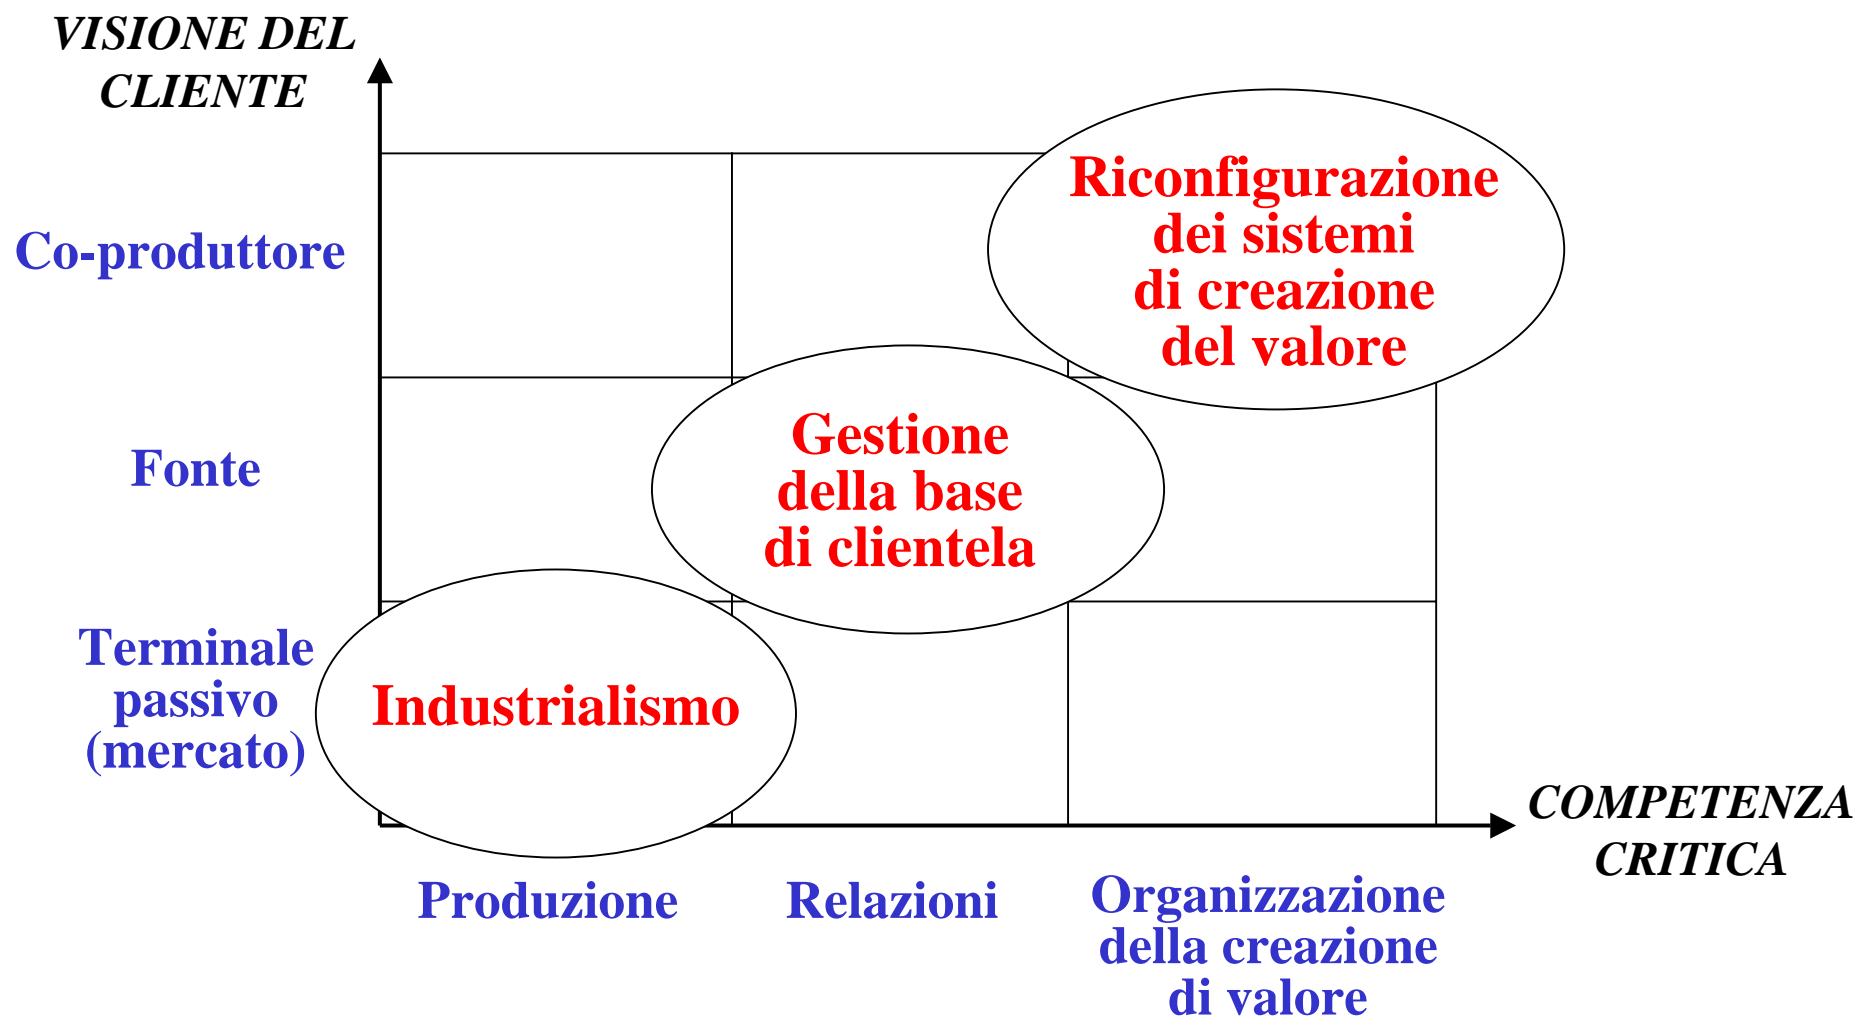 VISIONE DEL
CLIENTE
Co-produttore
Fonte
Terminale
passivo
(mercato)
Riconfigurazione
dei sistemi
di creazione
del valore
Gestione
della base
di clientela
Industrialismo
COMPETENZA
CRITICA
Produzione
Relazioni
Organizzazione
della creazione
di valore